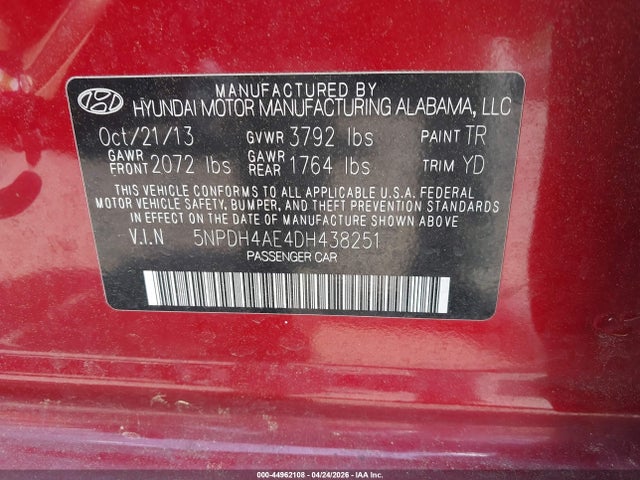 MANUFACTURED BY
HYUNDAI MOTOR MANUFACTURING ALABAMA, LLC
Oct/21/13 GVWR 3792 lbs PAINT TR
GAWR FRONT 2072 lbs GAWR REAR 1764 lbs TRIM YD
THIS VEHICLE CONFORMS TO ALL APPLICABLE U.S.A. FEDERAL
MOTOR VEHICLE SAFETY, BUMPER, AND THEFT PREVENTION STANDARDS
IN EFFECT ON THE DATE OF MANUFACTURE SHOWN ABOVE.
V.I.N 5NPDH4AE4DH438251
PASSENGER CAR
000-44962108 - 04/24/2026 - IAA Inc.